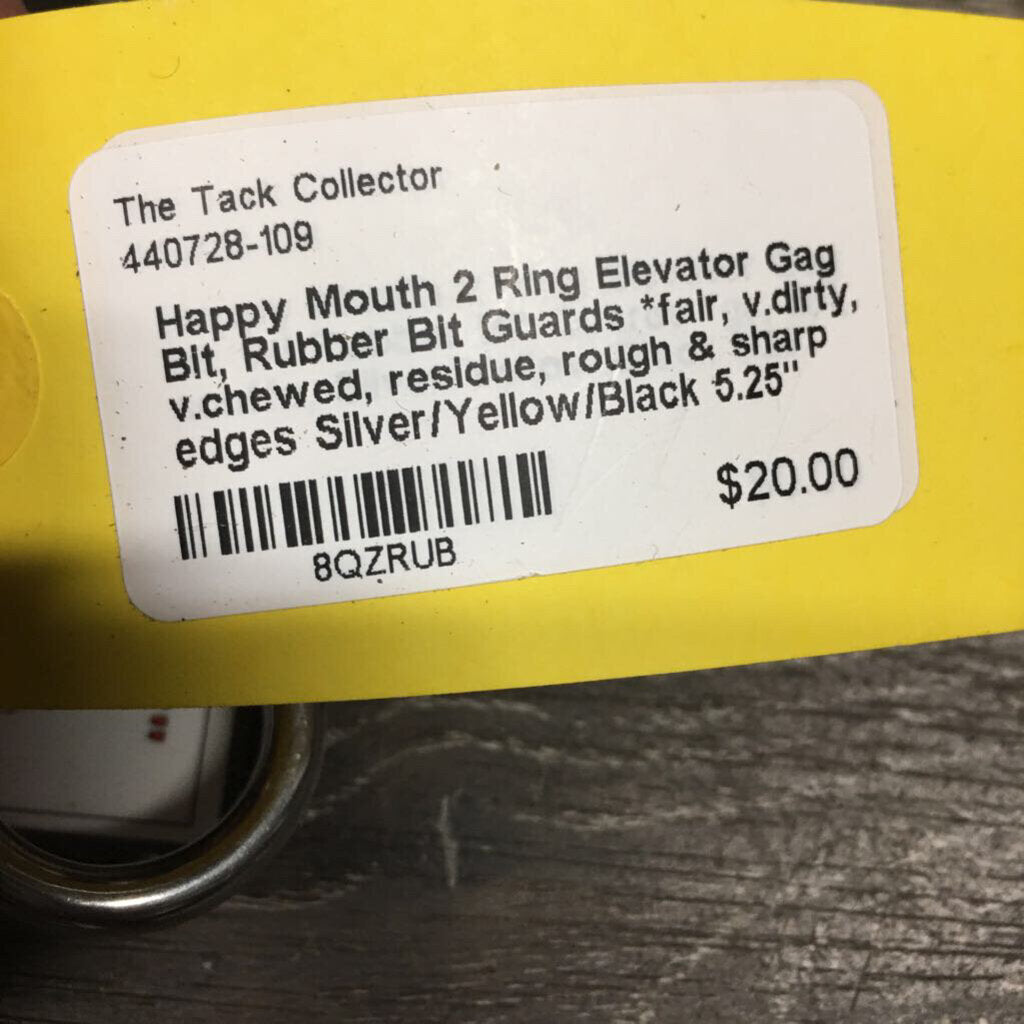 The Tack Collector
440728-109
Happy Mouth 2 Ring Elevator Gag
Bit, Rubber Bit Guards *fair, v.dirty,
v.chewed, residue, rough & sharp
edges Silver/Yellow/Black 5.25"
$20.00
8QZRUB